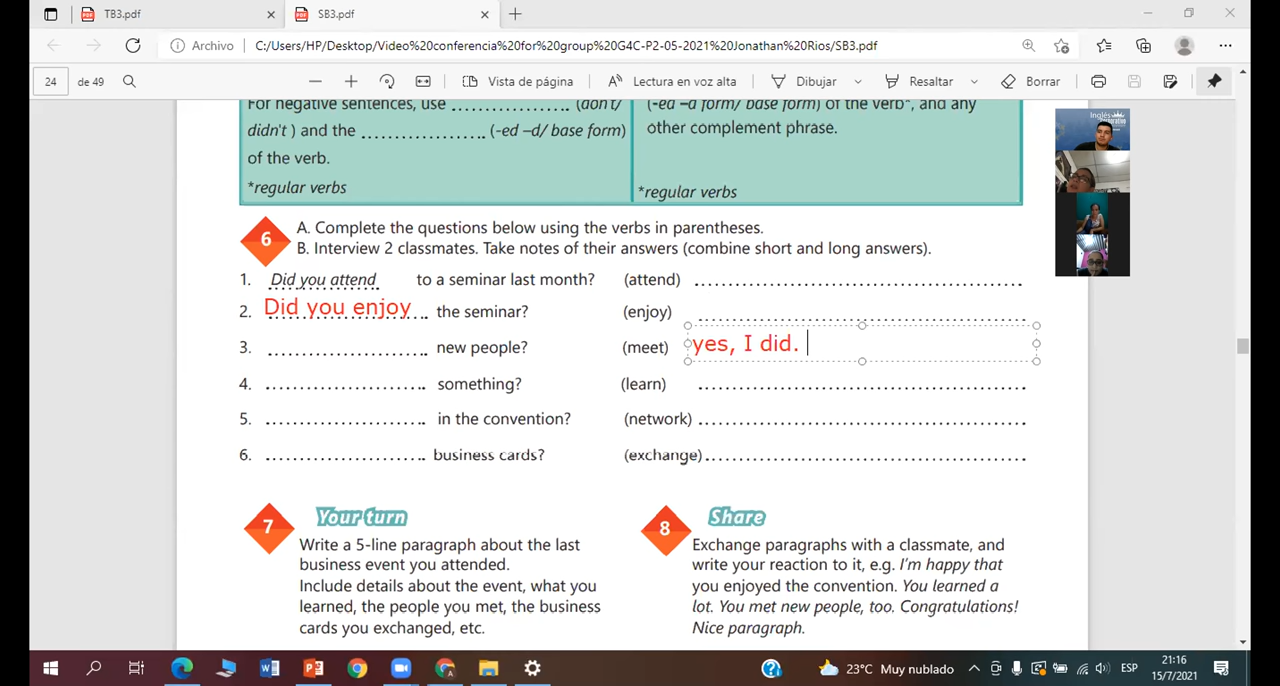 TB3.pdf
SB3.pdf
Archivo C:/Users/HP/Desktop/Video%20conferencia%20for%20group%20G4C-P2-05-2021%20Jonathan%20Rios/SB3.pdf
24 de 49 Vista de página Lectura en voz alta Dibujar Resaltar Borrar
For negative sentences, use .................. (don't/
didn't ) and the .................. (-ed –d/ base form)
of the verb.
*regular verbs
(-ed –d form/ base form) of the verb*, and any
other complement phrase.
*regular verbs
Inglés
6 A. Complete the questions below using the verbs in parentheses.
B. Interview 2 classmates. Take notes of their answers (combine short and long answers).
1. Did you attend to a seminar last month? (attend) ..................
2. Did you enjoy the seminar? (enjoy) ..................
3. .................. new people? (meet) yes, I did.
4. .................. something? (learn) ..................
5. .................. in the convention? (network) ..................
6. .................. business cards? (exchange) ..................
7 Your turn
Write a 5-line paragraph about the last
business event you attended.
Include details about the event, what you
learned, the people you met, the business
cards you exchanged, etc.
8 Share
Exchange paragraphs with a classmate, and
write your reaction to it, e.g. I'm happy that
you enjoyed the convention. You learned a
lot. You met new people, too. Congratulations!
Nice paragraph.
23°C Muy nublado ESP 21:16
15/7/2021